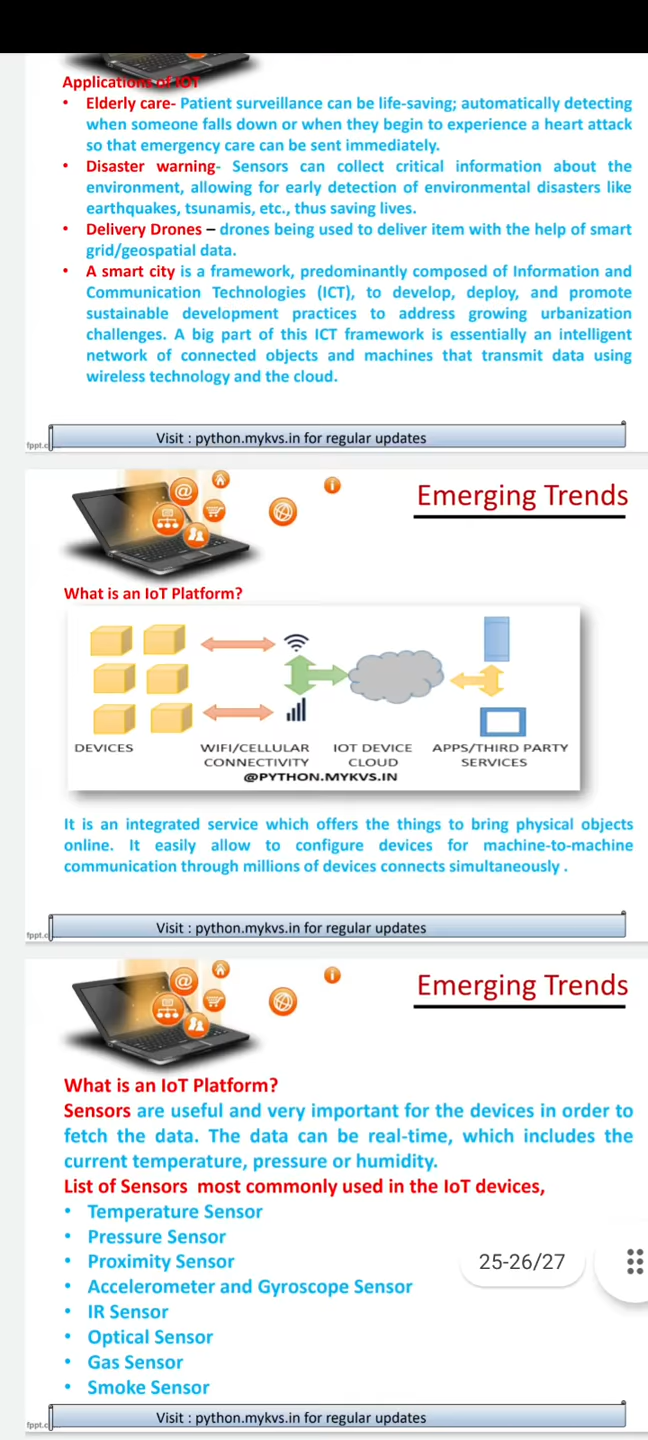 Applications of IOT
• Elderly care- Patient surveillance can be life-saving; automatically detecting
when someone falls down or when they begin to experience a heart attack
so that emergency care can be sent immediately.
• Disaster warning- Sensors can collect critical information about the
environment, allowing for early detection of environmental disasters like
earthquakes, tsunamis, etc., thus saving lives.
• Delivery Drones – drones being used to deliver item with the help of smart
grid/geospatial data.
• A smart city is a framework, predominantly composed of Information and
Communication Technologies (ICT), to develop, deploy, and promote
sustainable development practices to address growing urbanization
challenges. A big part of this ICT framework is essentially an intelligent
network of connected objects and machines that transmit data using
wireless technology and the cloud.
fppt.c
Visit : python.mykvs.in for regular updates
Emerging Trends
What is an IoT Platform?
DEVICES
WIFI/CELLULAR
CONNECTIVITY
IOT DEVICE
CLOUD
APPS/THIRD PARTY
SERVICES
@PYTHON.MYKVS.IN
It is an integrated service which offers the things to bring physical objects
online. It easily allow to configure devices for machine-to-machine
communication through millions of devices connects simultaneously .
fppt.c
Visit : python.mykvs.in for regular updates
Emerging Trends
What is an IoT Platform?
Sensors are useful and very important for the devices in order to
fetch the data. The data can be real-time, which includes the
current temperature, pressure or humidity.
List of Sensors most commonly used in the IoT devices,
• Temperature Sensor
• Pressure Sensor
• Proximity Sensor
25-26/27
• Accelerometer and Gyroscope Sensor
• IR Sensor
• Optical Sensor
• Gas Sensor
• Smoke Sensor
fppt.c
Visit : python.mykvs.in for regular updates